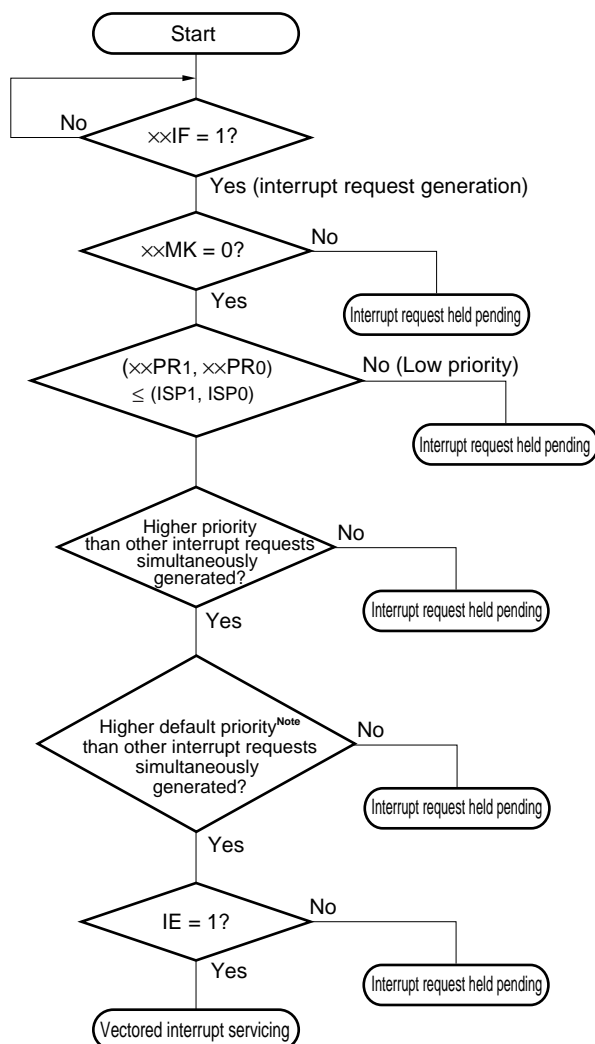 Start
No
××IF = 1?
Yes (interrupt request generation)
××MK = 0?
No
Yes
Interrupt request held pending
(××PR1, ××PR0)
≤ (ISP1, ISP0)
No (Low priority)
Interrupt request held pending
Higher priority
than other interrupt requests
simultaneously
generated?
No
Yes
Interrupt request held pending
Higher default priorityNote
than other interrupt requests
simultaneously
generated?
No
Yes
Interrupt request held pending
IE = 1?
No
Yes
Interrupt request held pending
Vectored interrupt servicing